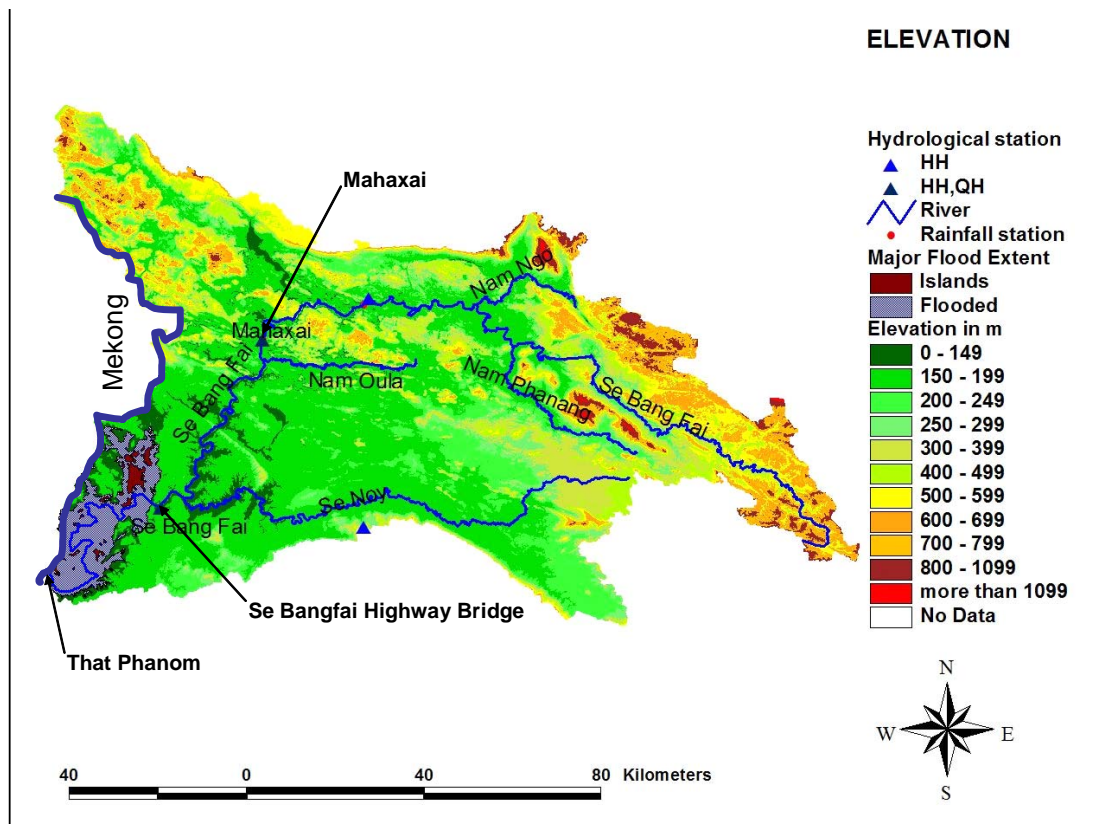 ELEVATION
Hydrological station
HH
HH,QH
River
Rainfall station
Major Flood Extent
Islands
Flooded
Elevation in m
0 - 149
150 - 199
200 - 249
250 - 299
300 - 399
400 - 499
500 - 599
600 - 699
700 - 799
800 - 1099
more than 1099
No Data
Mahaxai
Nam Ngo
Mekong
Mahaxai
Se Bang Fai
Nam Oula
Nam Phanang
Se Bang Fai
Se Noy
Se Bang Fai
Se Bangfai Highway Bridge
That Phanom
N
W
E
S
40 0 40 80 Kilometers